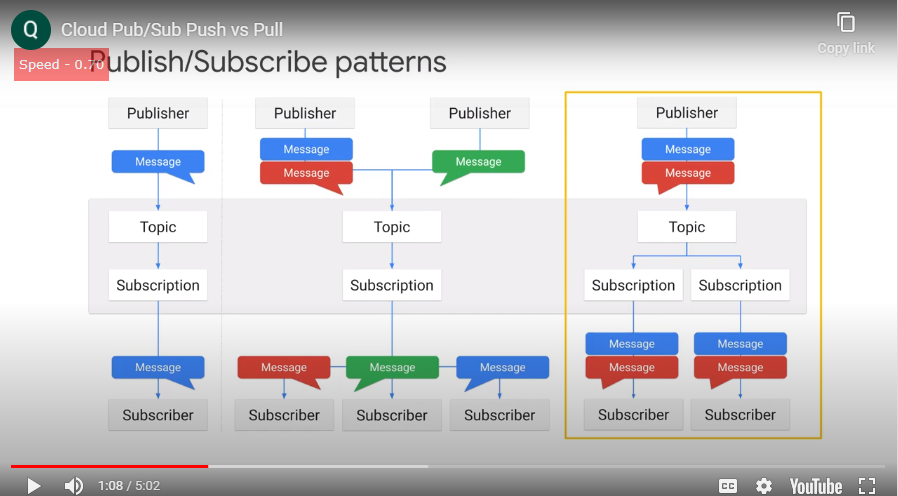 Q
Cloud Pub/Sub Push vs Pull
Copy link
Speed - 0.70
Publish/Subscribe patterns
Publisher
Publisher
Publisher
Publisher
Message
Message
Message
Message
Message
Message
Topic
Topic
Topic
Subscription
Subscription
Subscription
Subscription
Message
Message
Message
Message
Message
Message
Message
Message
Subscriber
Subscriber
Subscriber
Subscriber
Subscriber
Subscriber
1:08 / 5:02
CC
YouTube